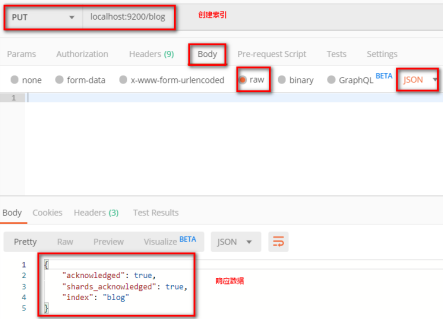 PUT localhost:9200/blog 创建索引
Params Authorization Headers (9) Body Pre-request Script Tests Settings
none form-data x-www-form-urlencoded raw binary GraphQL BETA JSON
1
Body Cookies Headers (3) Test Results
Pretty Raw Preview Visualize BETA JSON
1 {
2 "acknowledged": true,
3 "shards_acknowledged": true,
4 "index": "blog"
5 }
响应数据